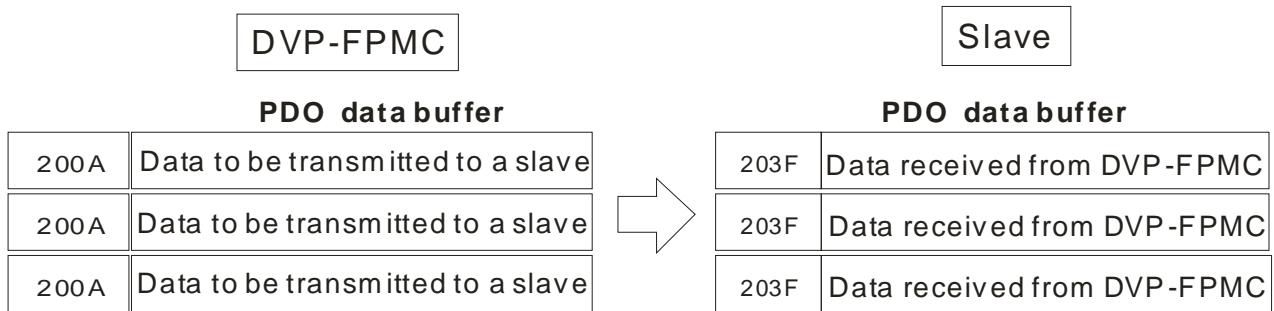 DVP-FPMC Slave
PDO data buffer PDO data buffer
200A Data to be transmitted to a slave 203F Data received from DVP-FPMC
200A Data to be transmitted to a slave 203F Data received from DVP-FPMC
200A Data to be transmitted to a slave 203F Data received from DVP-FPMC